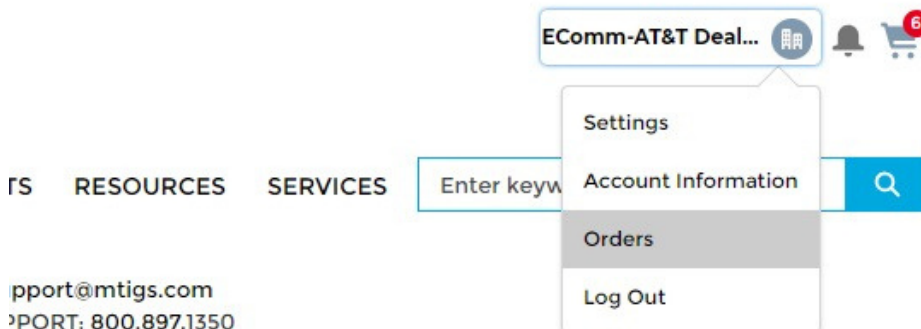 EComm-AT&T Deal...
6
Settings
TS RESOURCES SERVICES Enter keyw
Account Information
Orders
pport@mtigs.com
Log Out
PPORT: 800.897.1350